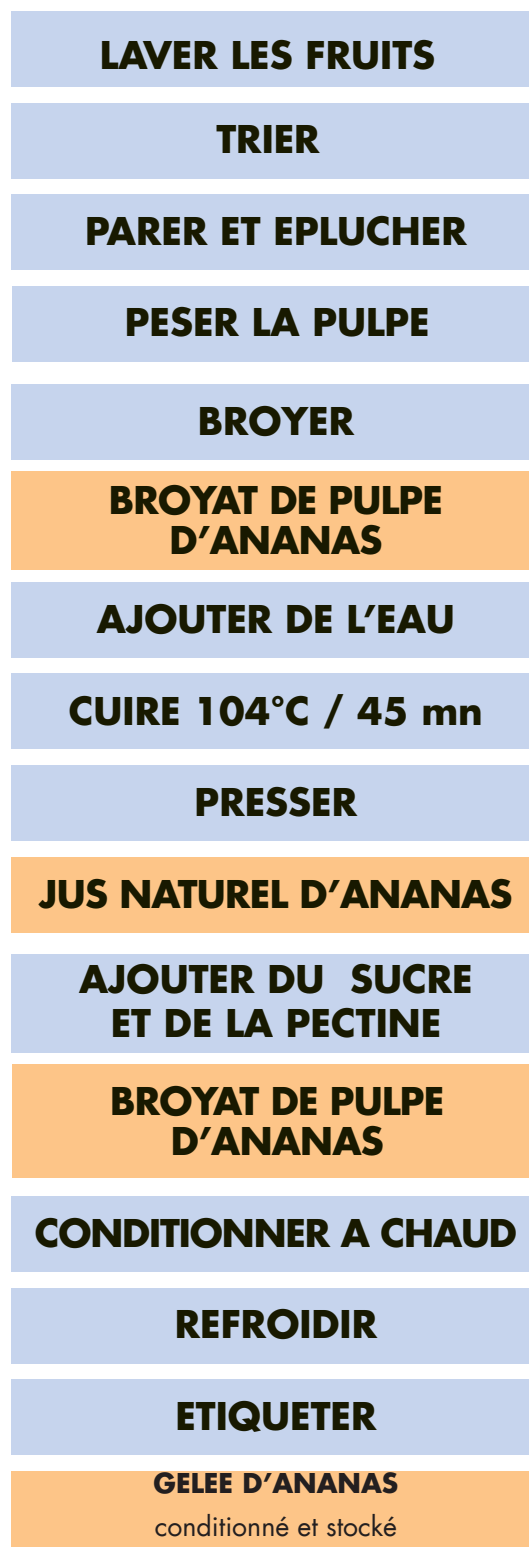 LAVER LES FRUITS
TRIER
PARER ET EPLUCHER
PESER LA PULPE
BROYER
BROYAT DE PULPE
D’ANANAS
AJOUTER DE L’EAU
CUIRE 104°C / 45 mn
PRESSER
JUS NATUREL D’ANANAS
AJOUTER DU SUCRE
ET DE LA PECTINE
BROYAT DE PULPE
D’ANANAS
CONDITIONNER A CHAUD
REFROIDIR
ETIQUETER
GELEE D’ANANAS
conditionné et stocké